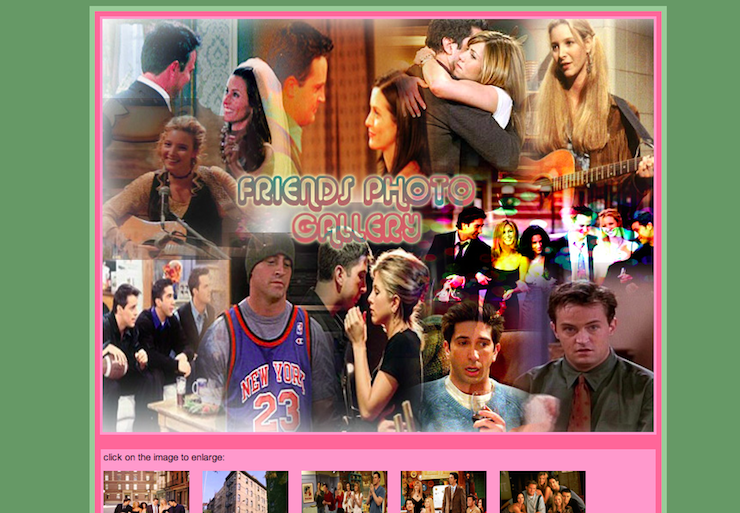 FRIENDS PHOTO
GALLERY
NEW YORK
23
click on the image to enlarge: